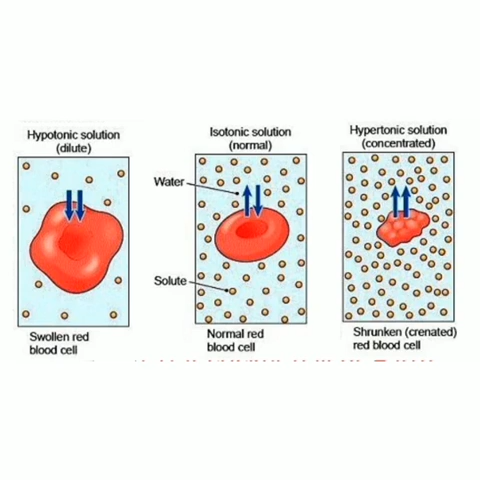 Hypotonic solution
(dilute)
Isotonic solution
(normal)
Hypertonic solution
(concentrated)
Water
Solute
Swollen red
blood cell
Normal red
blood cell
Shrunken (crenated)
red blood cell